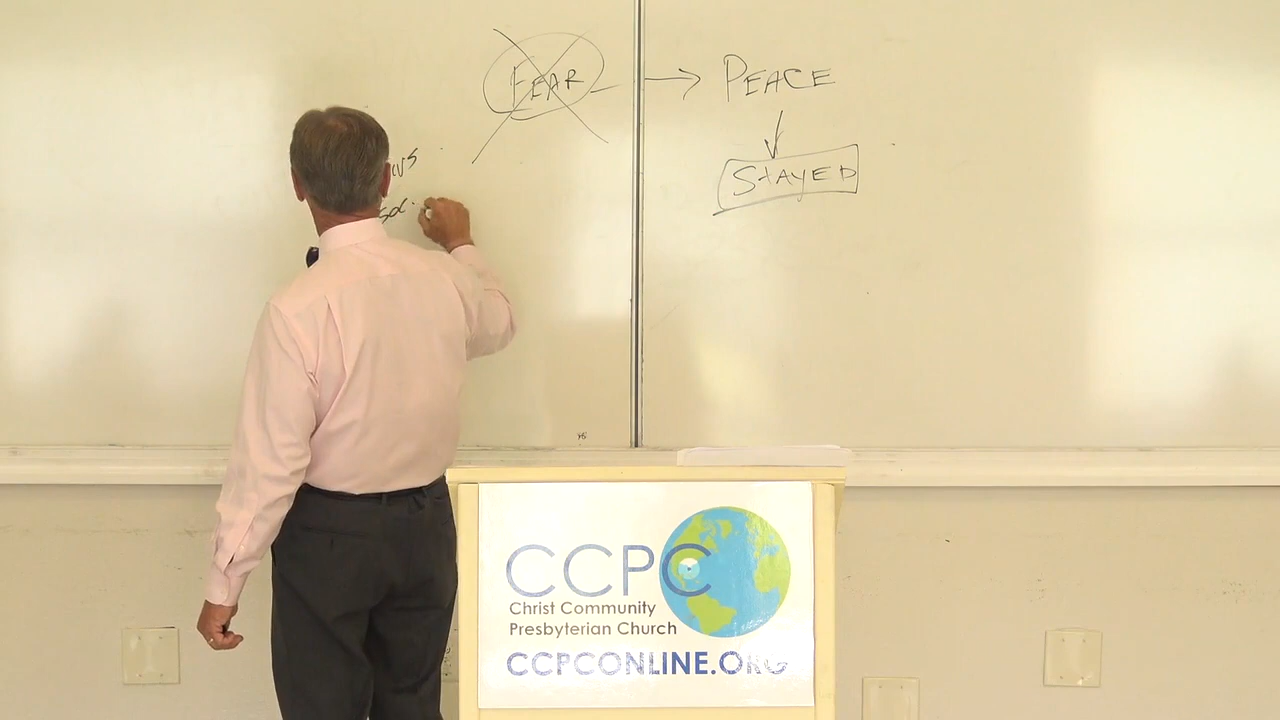 FEAR → PEACE
STAYED
CCPC
Christ Community
Presbyterian Church
CCPCONLINE.ORG